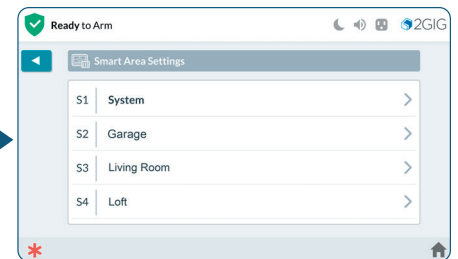 Ready to Arm
2GIG
Smart Area Settings
S1 System
S2 Garage
S3 Living Room
S4 Loft